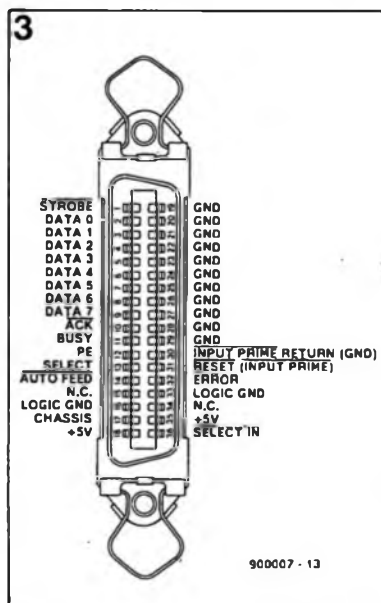 3
STROBE GND
DATA 0 GND
DATA 1 GND
DATA 2 GND
DATA 3 GND
DATA 4 GND
DATA 5 GND
DATA 6 GND
DATA 7 GND
ACK GND
BUSY GND
PE INPUT PRIME RETURN (GND)
SELECT RESET (INPUT PRIME)
AUTO FEED ERROR
N.C. LOGIC GND
LOGIC GND N.C.
CHASSIS +5V
+5V SELECT IN
900007 - 13